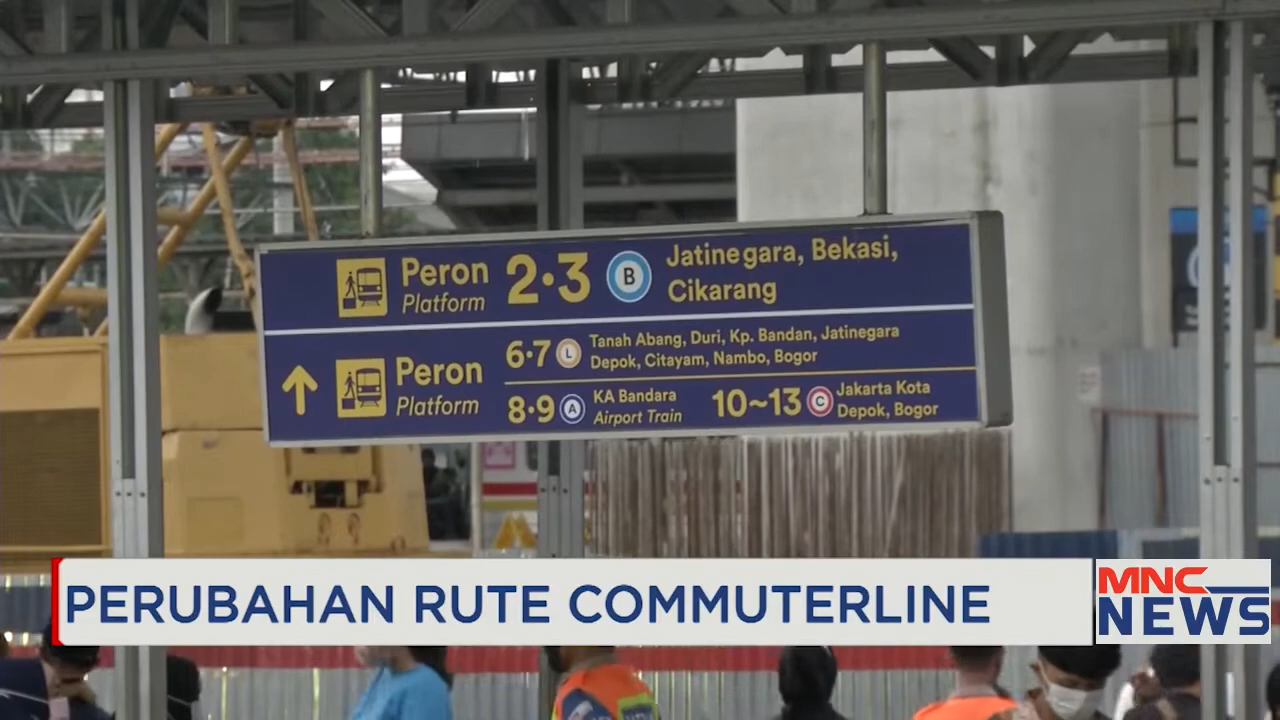 Peron
Platform
2·3
B
Jatinegara, Bekasi,
Cikarang
Peron
Platform
6·7
L
Tanah Abang, Duri, Kp. Bandan, Jatinegara
Depok, Citayam, Nambo, Bogor
8·9
A
KA Bandara
Airport Train
10~13
C
Jakarta Kota
Depok, Bogor
PERUBAHAN RUTE COMMUTERLINE
MNC
NEWS